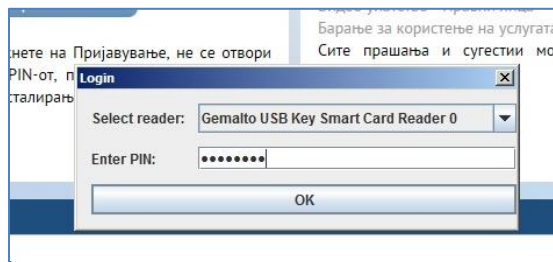 Барање за користење на услугата
кнете на Пријавување, не се отвори
Сите прашања и сугестии мо
PIN-от, п
сталирањ
Login
Select reader: Gemalto USB Key Smart Card Reader 0
Enter PIN: ••••••••
OK